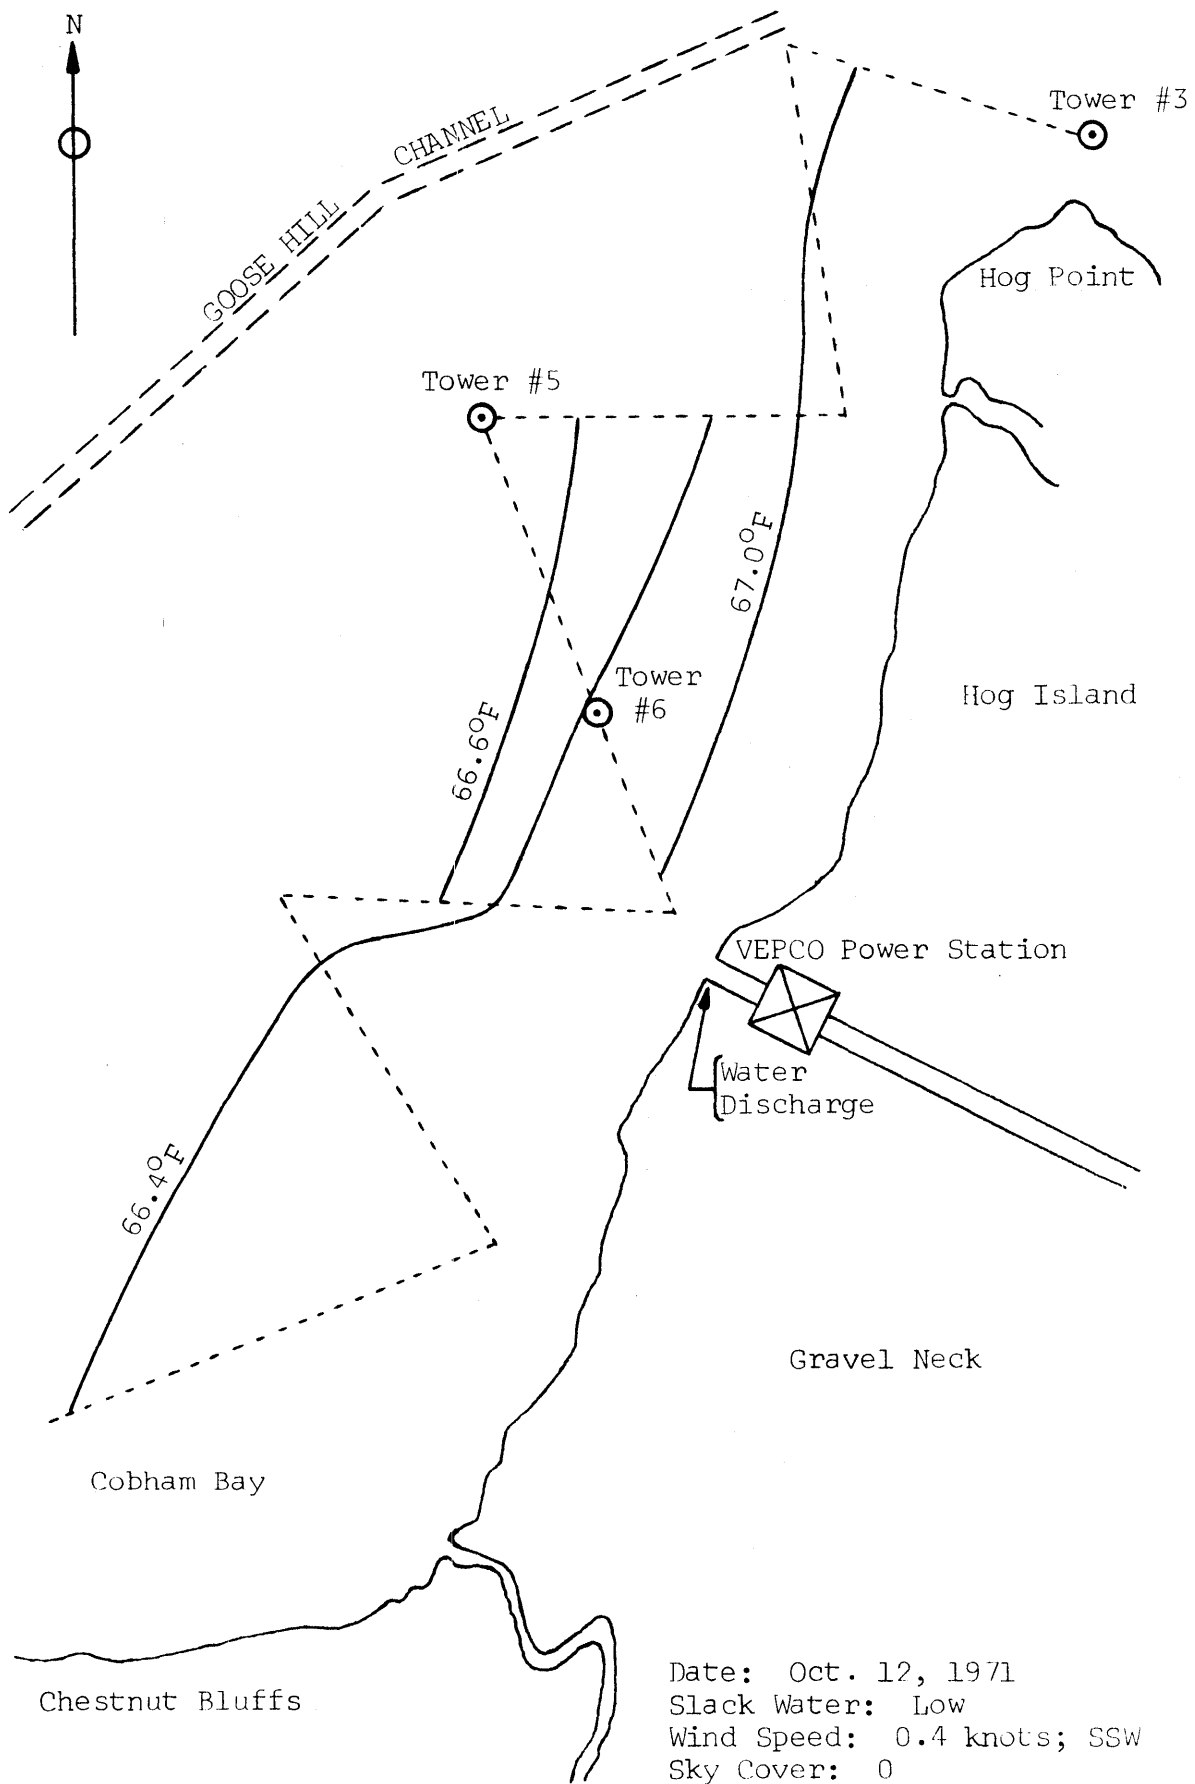 N
Tower #3
GOOSE HILL CHANNEL
Hog Point
Tower #5
67.0°F
Tower
#6
Hog Island
66.6°F
VEPCO Power Station
Water
Discharge
66.4°F
Gravel Neck
Cobham Bay
Chestnut Bluffs
Date: Oct. 12, 1971
Slack Water: Low
Wind Speed: 0.4 knots; SSW
Sky Cover: 0